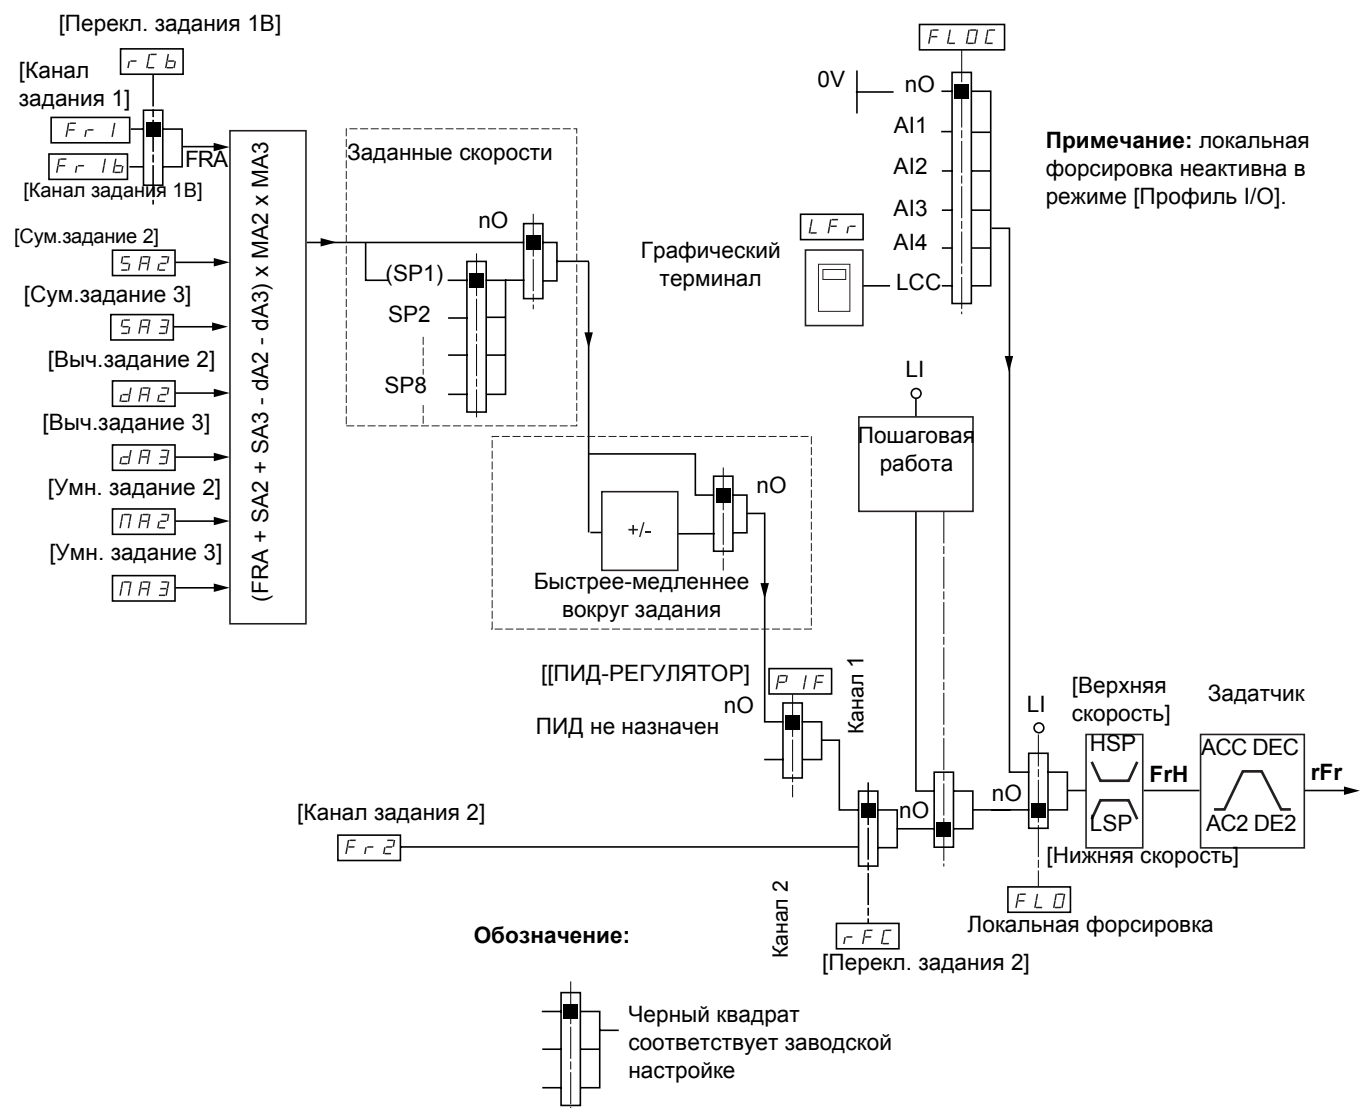 [Перекл. задания 1B]
rCb
[Канал
задания 1]
Fr1
Fr1b
FRA
[Канал задания 1B]
[Сум.задание 2]
SA2
[Сум.задание 3]
SA3
[Выч.задание 2]
dA2
[Выч.задание 3]
dA3
[Умн. задание 2]
ПA2
[Умн. задание 3]
ПA3
(FRA + SA2 + SA3 - dA2 - dA3) x MA2 x MA3
Заданные скорости
nO
(SP1)
SP2
SP8
+/-
nO
Быстрее-медленнее
вокруг задания
FLOC
0V
nO
AI1
AI2
AI3
AI4
LCC
LFr
Графический
терминал
Примечание: локальная
форсировка неактивна в
режиме [Профиль I/O].
LI
Пошаговая
работа
[[ПИД-РЕГУЛЯТОР]
PIF
nO
ПИД не назначен
Канал 1
[Канал задания 2]
Fr2
Канал 2
nO
rFC
[Перекл. задания 2]
nO
LI
FLO
Локальная форсировка
[Верхняя
скорость]
HSP
LSP
[Нижняя скорость]
FrH
Задатчик
ACC DEC
AC2 DE2
rFr
Обозначение:
Черный квадрат
соответствует заводской
настройке